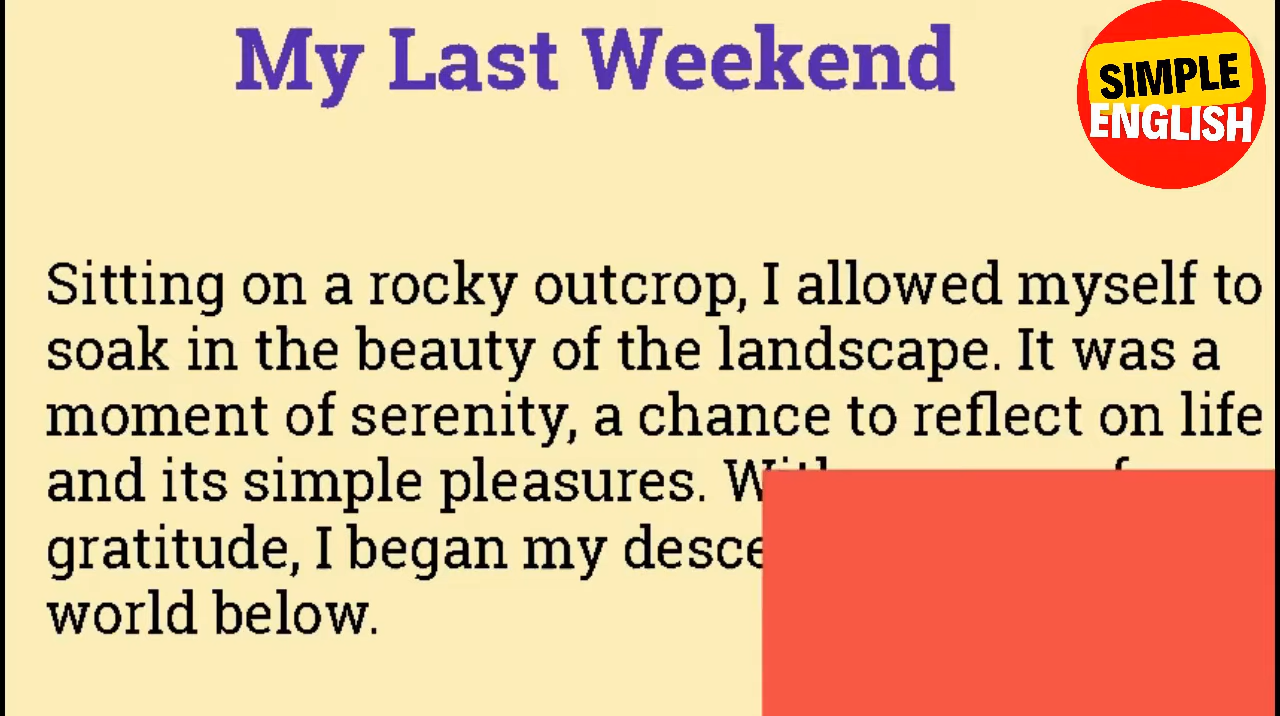 My Last Weekend
SIMPLE
ENGLISH
Sitting on a rocky outcrop, I allowed myself to
soak in the beauty of the landscape. It was a
moment of serenity, a chance to reflect on life
and its simple pleasures.
gratitude, I began my
world below.